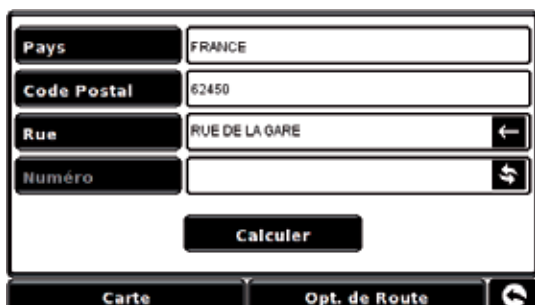 Pays FRANCE
Code Postal 62450
Rue RUE DE LA GARE
Numéro
Calculer
Carte Opt. de Route